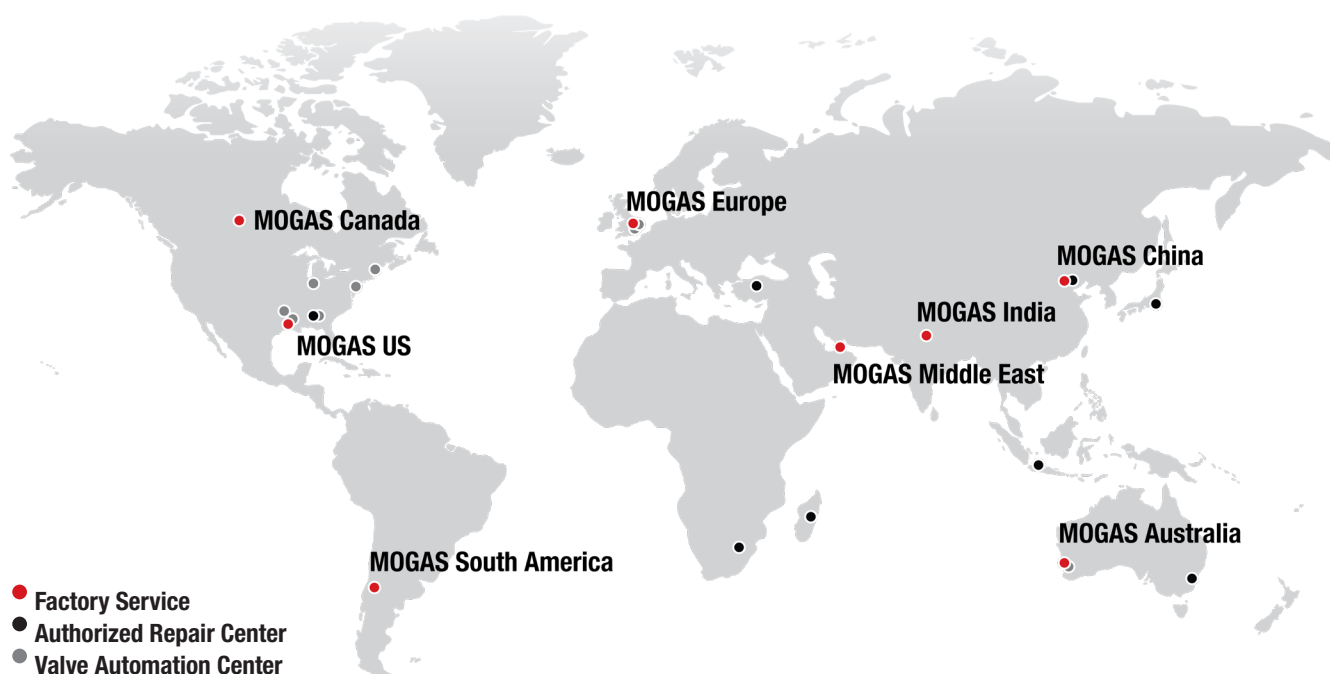 MOGAS Canada
MOGAS Europe
MOGAS China
MOGAS India
MOGAS US
MOGAS Middle East
MOGAS Australia
MOGAS South America
Factory Service
Authorized Repair Center
Valve Automation Center